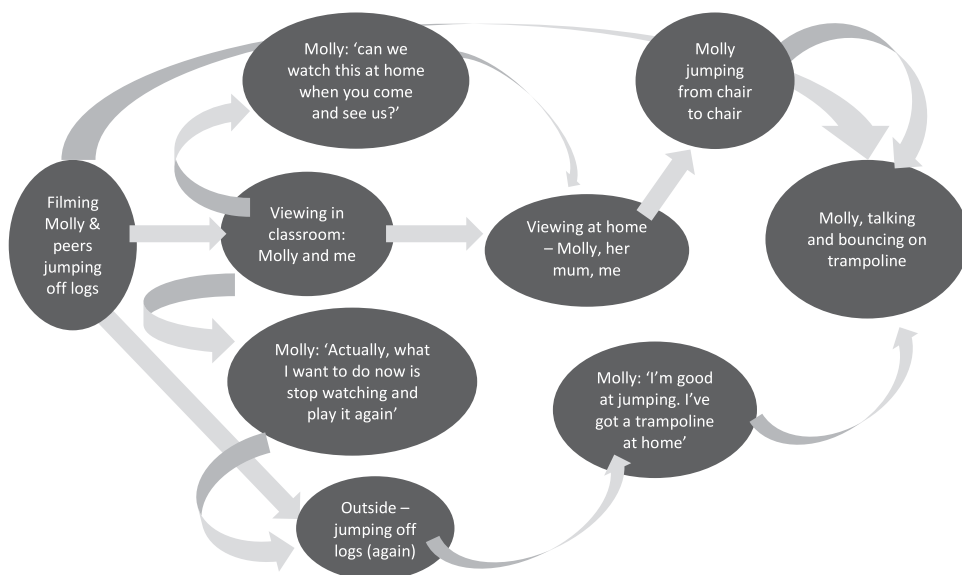 Filming
Molly &
peers
jumping
off logs
Molly: ‘can we
watch this at home
when you come
and see us?’
Viewing in
classroom:
Molly and me
Molly: ‘Actually, what
I want to do now is
stop watching and
play it again’
Outside –
jumping off
logs (again)
Viewing at home
– Molly, her
mum, me
Molly
jumping
from chair
to chair
Molly: ‘I’m good
at jumping. I’ve
got a trampoline
at home’
Molly, talking
and bouncing on
trampoline